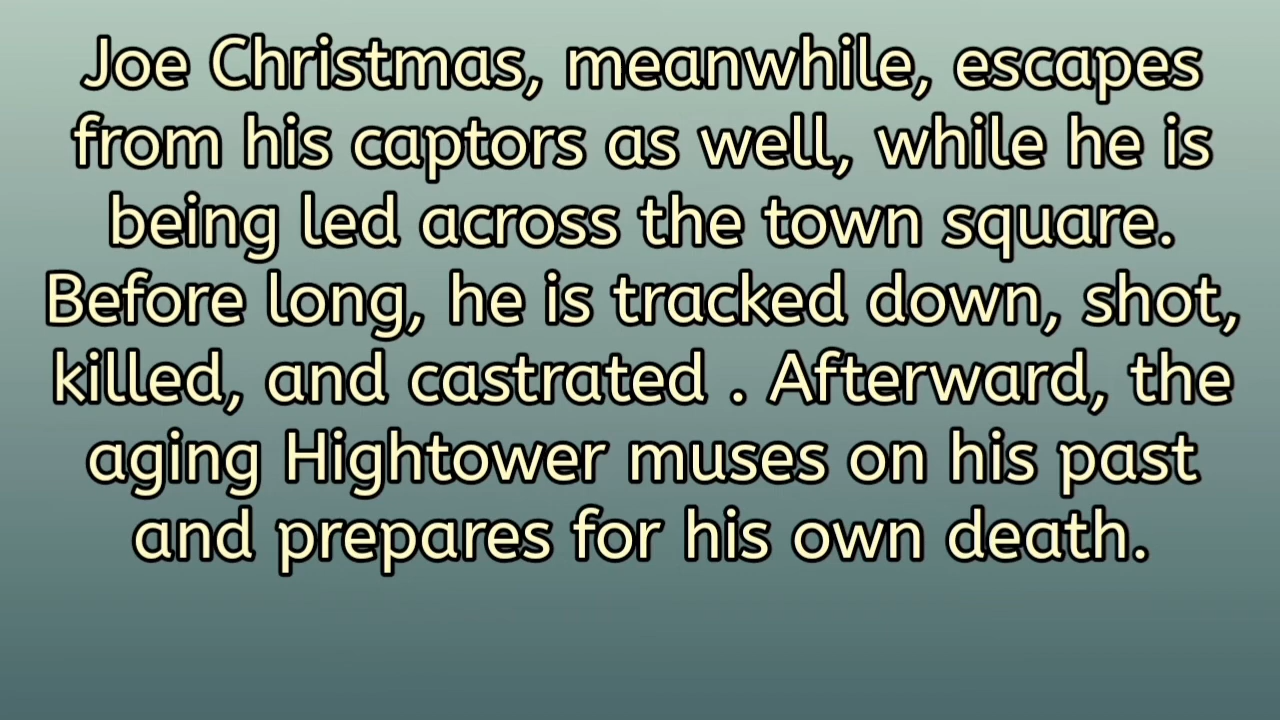 Joe Christmas, meanwhile, escapes
from his captors as well, while he is
being led across the town square.
Before long, he is tracked down, shot,
killed, and castrated . Afterward, the
aging Hightower muses on his past
and prepares for his own death.